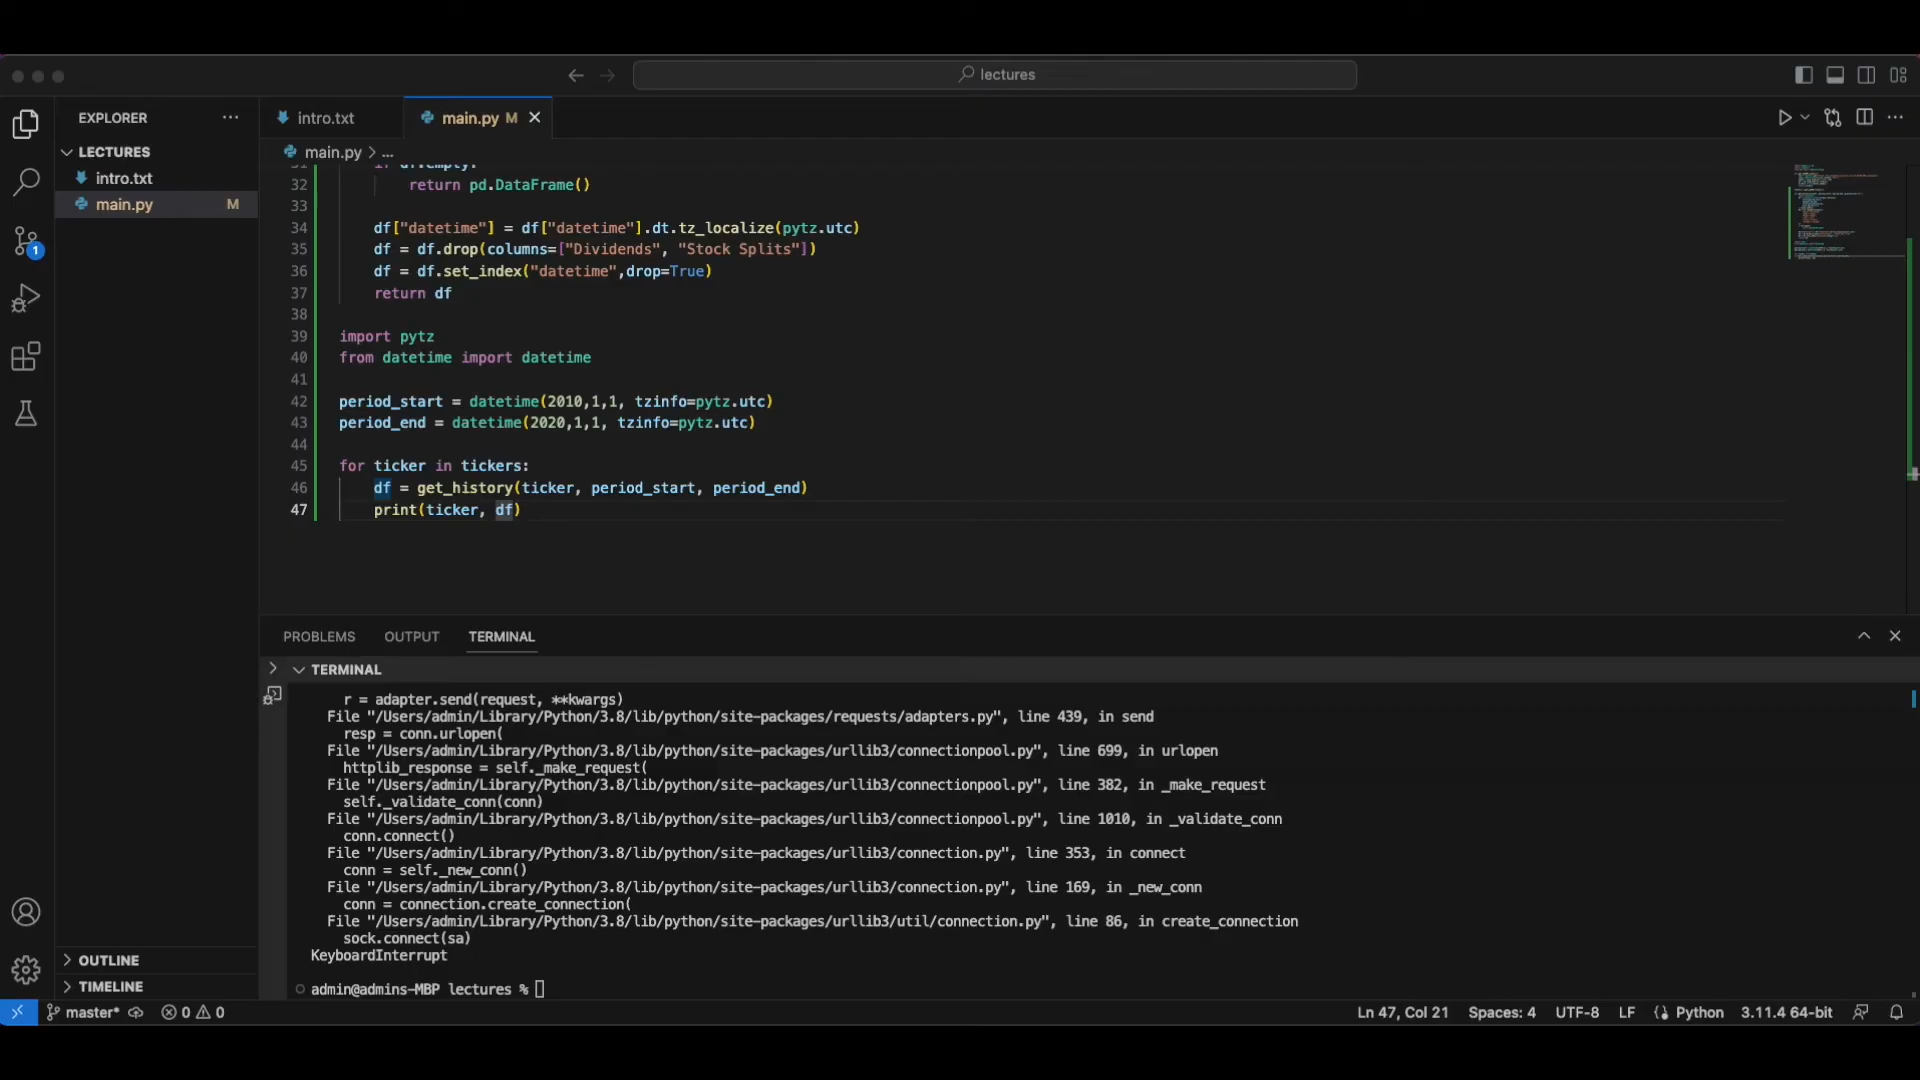 lectures
EXPLORER
intro.txt
main.py M
LECTURES
main.py > ...
intro.txt
main.py M
31 if df.empty:
32 return pd.DataFrame()
33
34 df["datetime"] = df["datetime"].dt.tz_localize(pytz.utc)
35 df = df.drop(columns=["Dividends", "Stock Splits"])
36 df = df.set_index("datetime",drop=True)
37 return df
38
39 import pytz
40 from datetime import datetime
41
42 period_start = datetime(2010,1,1, tzinfo=pytz.utc)
43 period_end = datetime(2020,1,1, tzinfo=pytz.utc)
44
45 for ticker in tickers:
46 df = get_history(ticker, period_start, period_end)
47 print(ticker, df)
1
PROBLEMS OUTPUT TERMINAL
TERMINAL
r = adapter.send(request, **kwargs)
File "/Users/admin/Library/Python/3.8/lib/python/site-packages/requests/adapters.py", line 439, in send
resp = conn.urlopen(
File "/Users/admin/Library/Python/3.8/lib/python/site-packages/urllib3/connectionpool.py", line 699, in urlopen
httplib_response = self._make_request(
File "/Users/admin/Library/Python/3.8/lib/python/site-packages/urllib3/connectionpool.py", line 382, in _make_request
self._validate_conn(conn)
File "/Users/admin/Library/Python/3.8/lib/python/site-packages/urllib3/connectionpool.py", line 1010, in _validate_conn
conn.connect()
File "/Users/admin/Library/Python/3.8/lib/python/site-packages/urllib3/connection.py", line 353, in connect
conn = self._new_conn()
File "/Users/admin/Library/Python/3.8/lib/python/site-packages/urllib3/connection.py", line 169, in _new_conn
conn = connection.create_connection(
File "/Users/admin/Library/Python/3.8/lib/python/site-packages/urllib3/util/connection.py", line 86, in create_connection
sock.connect(sa)
KeyboardInterrupt
admin@admins-MBP lectures %
OUTLINE
TIMELINE
master* 0 0 Ln 47, Col 21 Spaces: 4 UTF-8 LF Python 3.11.4 64-bit